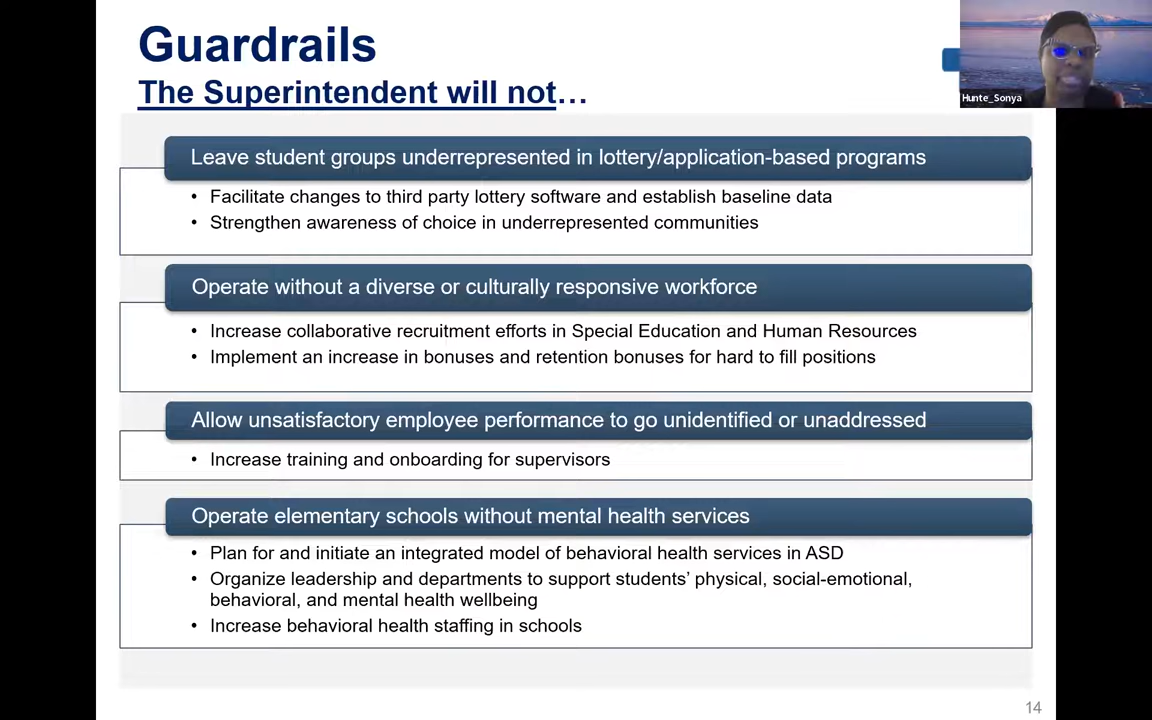 Guardrails
The Superintendent will not…
Hunte_Sonya
Leave student groups underrepresented in lottery/application-based programs
• Facilitate changes to third party lottery software and establish baseline data
• Strengthen awareness of choice in underrepresented communities
Operate without a diverse or culturally responsive workforce
• Increase collaborative recruitment efforts in Special Education and Human Resources
• Implement an increase in bonuses and retention bonuses for hard to fill positions
Allow unsatisfactory employee performance to go unidentified or unaddressed
• Increase training and onboarding for supervisors
Operate elementary schools without mental health services
• Plan for and initiate an integrated model of behavioral health services in ASD
• Organize leadership and departments to support students’ physical, social-emotional,
behavioral, and mental health wellbeing
• Increase behavioral health staffing in schools
14